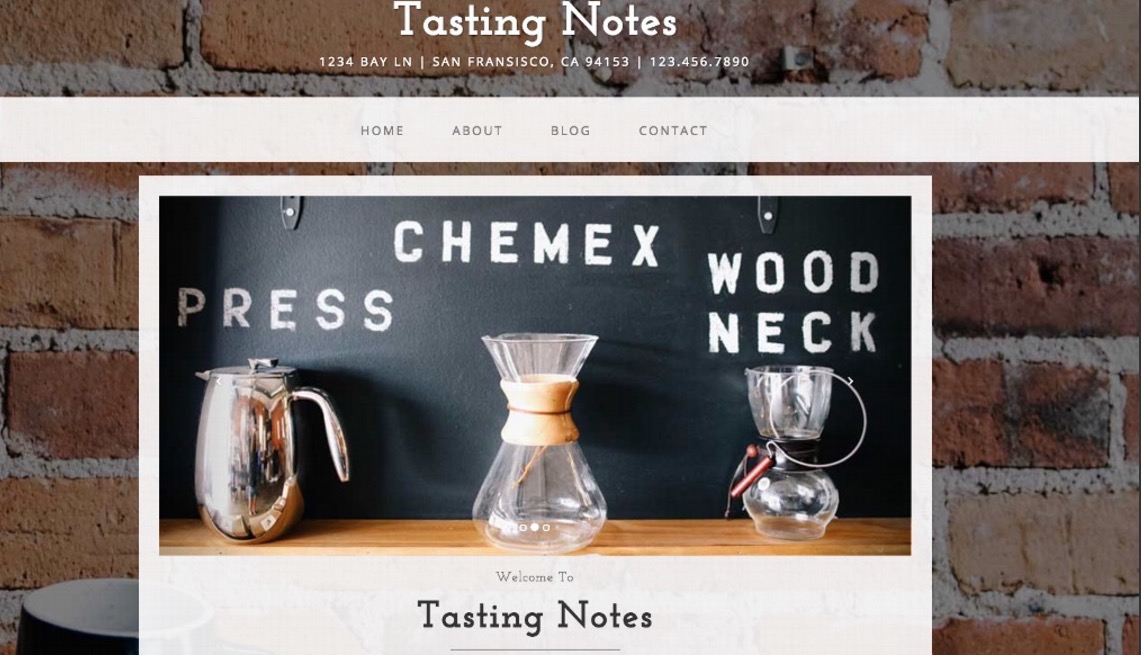 Tasting Notes
1234 BAY LN | SAN FRANSISCO, CA 94153 | 123.456.7890
HOME ABOUT BLOG CONTACT
CHEMEX
WOOD
NECK
PRESS
Welcome To
Tasting Notes